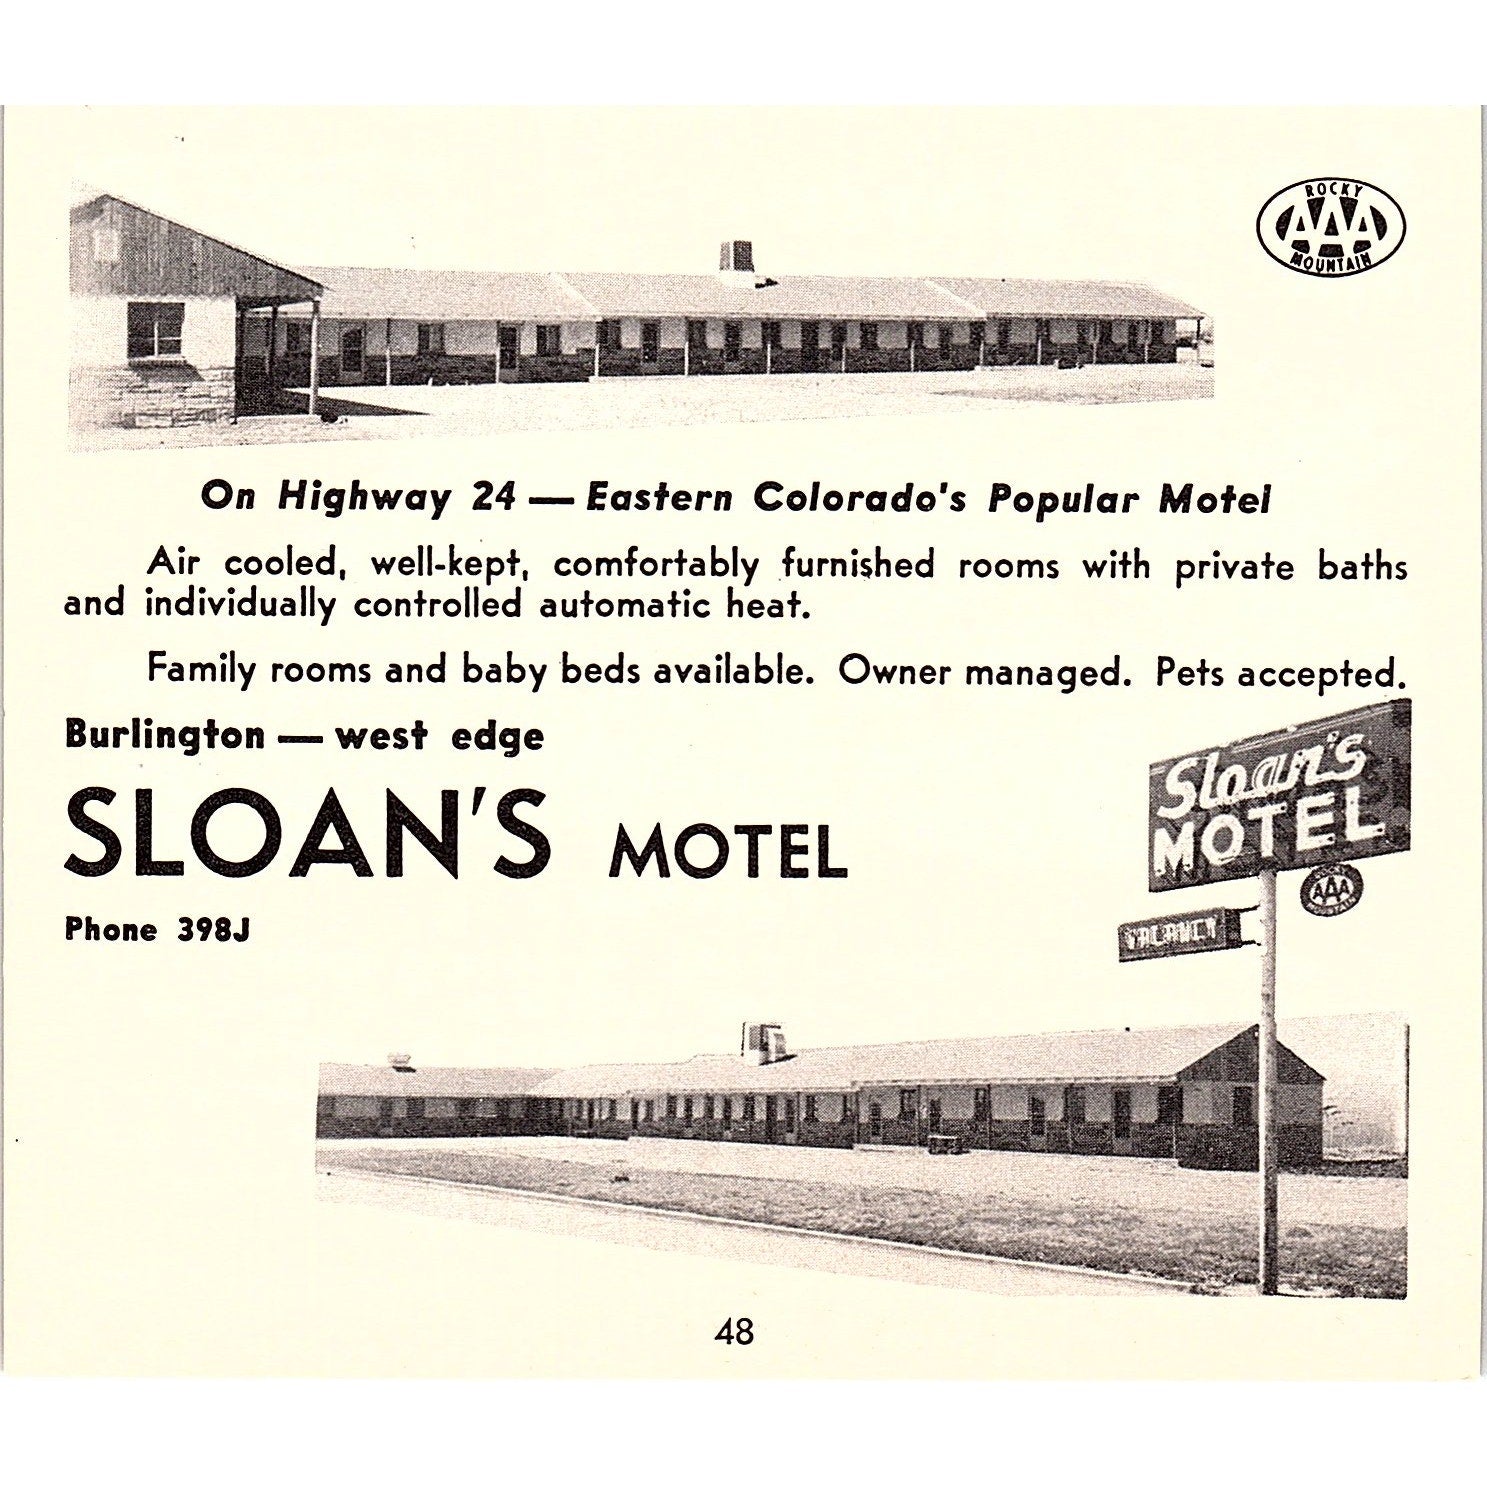 ROCKY
AAA
MOUNTAIN
On Highway 24 — Eastern Colorado's Popular Motel
Air cooled, well-kept, comfortably furnished rooms with private baths
and individually controlled automatic heat.
Family rooms and baby beds available. Owner managed. Pets accepted.
Burlington — west edge
SLOAN'S MOTEL
Phone 398J
Sloan's
MOTEL
ROCKY
AAA
MOUNTAIN
VACANCY
48